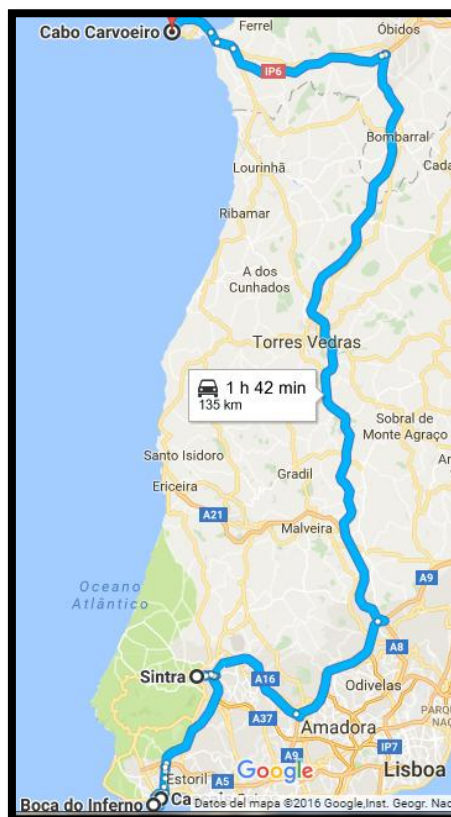 Cabo Carvoeiro
Ferrel
Óbidos
IP6
Bombarral
Lourinhã
Cada
Ribamar
A dos
Cunhados
Torres Vedras
1 h 42 min
135 km
Sobral de
Monte Agraço
Santo Isidoro
Gradil
Ericeira
A21
Malveira
Oceano
Atlântico
A9
A8
Sintra
A16
Odivelas
A37
Amadora
A9
IP7
Estoril
A5
Google
Lisboa
Boca do Inferno
Datos del mapa ©2016 Google,Inst. Geogr. Nac